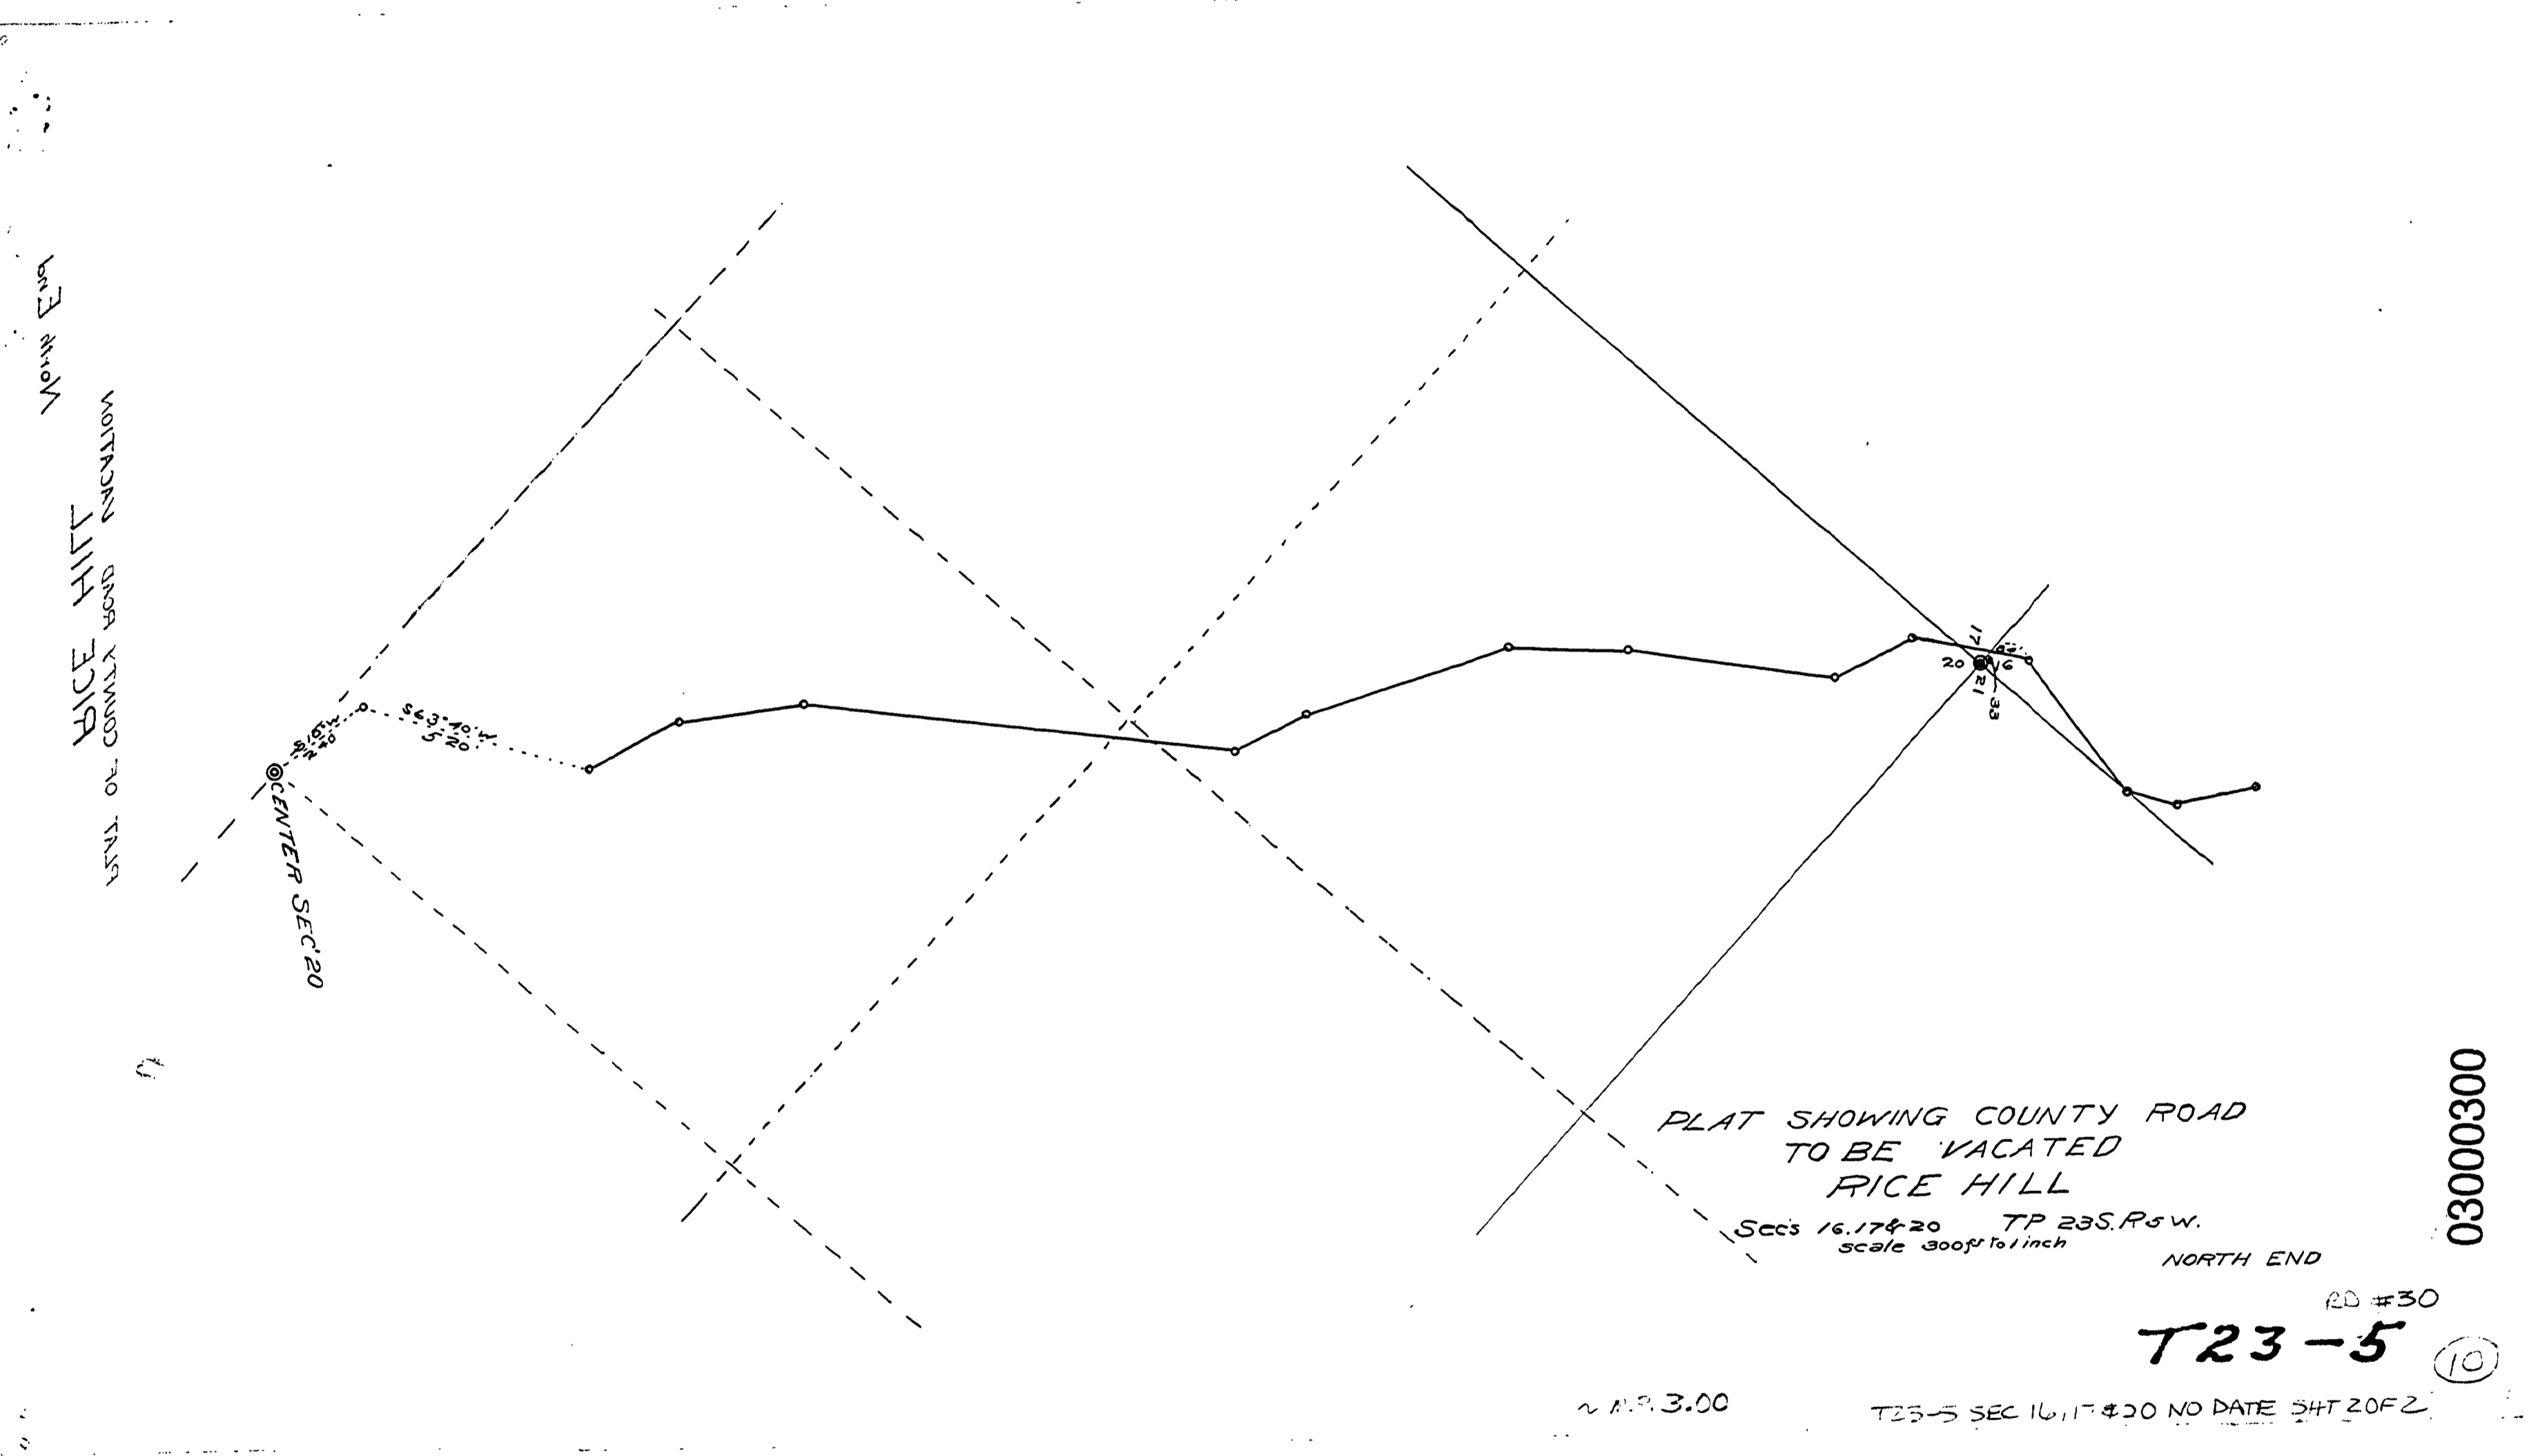 North End
RICE HILL
PLAT OF COUNTY ROAD VACATION
S 63° 40' W
5.20
CENTER SEC. 20
17
20
16
21
33
PLAT SHOWING COUNTY ROAD
TO BE VACATED
RICE HILL
Sec's 16.17&20 TP 23S.R5W.
scale 300ft to 1 inch
NORTH END
RD #30
T23-5
10
03000300
~ M.P. 3.00
T23-5 SEC 16,17 &20 NO DATE SHT 2 OF 2